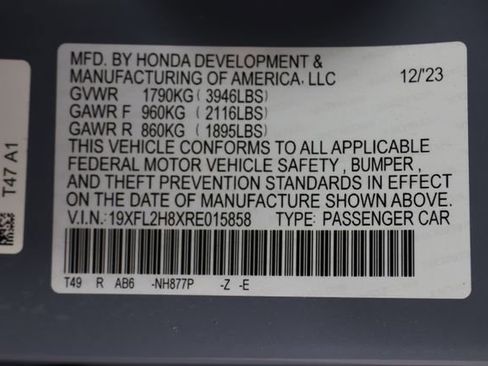 MFD. BY HONDA DEVELOPMENT &
MANUFACTURING OF AMERICA, LLC 12/'23
GVWR 1790KG ( 3946LBS)
GAWR F 960KG ( 2116LBS)
GAWR R 860KG ( 1895LBS)
THIS VEHICLE CONFORMS TO ALL APPLICABLE
FEDERAL MOTOR VEHICLE SAFETY , BUMPER ,
AND THEFT PREVENTION STANDARDS IN EFFECT
ON THE DATE OF MANUFACTURE SHOWN ABOVE.
V.I.N.: 19XFL2H8XRE015858 TYPE: PASSENGER CAR
T49 R AB6 -NH877P -Z -E
T47 A1